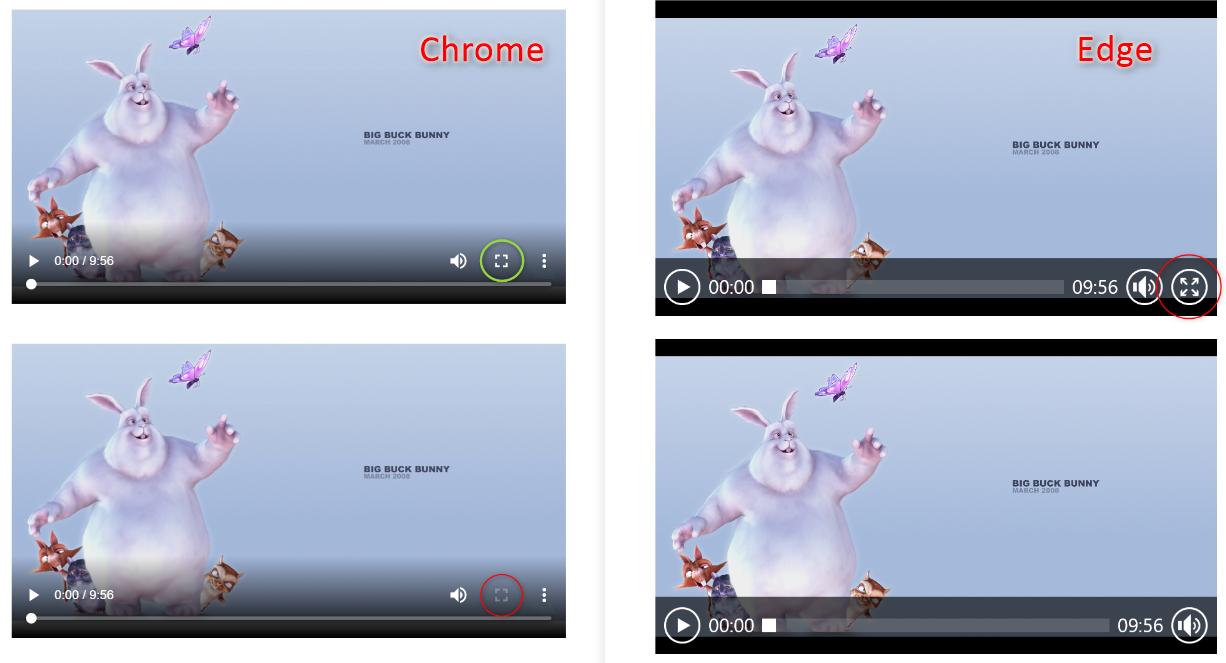 Chrome
BIG BUCK BUNNY
MARCH 2008
0:00 / 9:56
Edge
BIG BUCK BUNNY
MARCH 2008
00:00
09:56
BIG BUCK BUNNY
MARCH 2008
0:00 / 9:56
BIG BUCK BUNNY
MARCH 2008
00:00
09:56